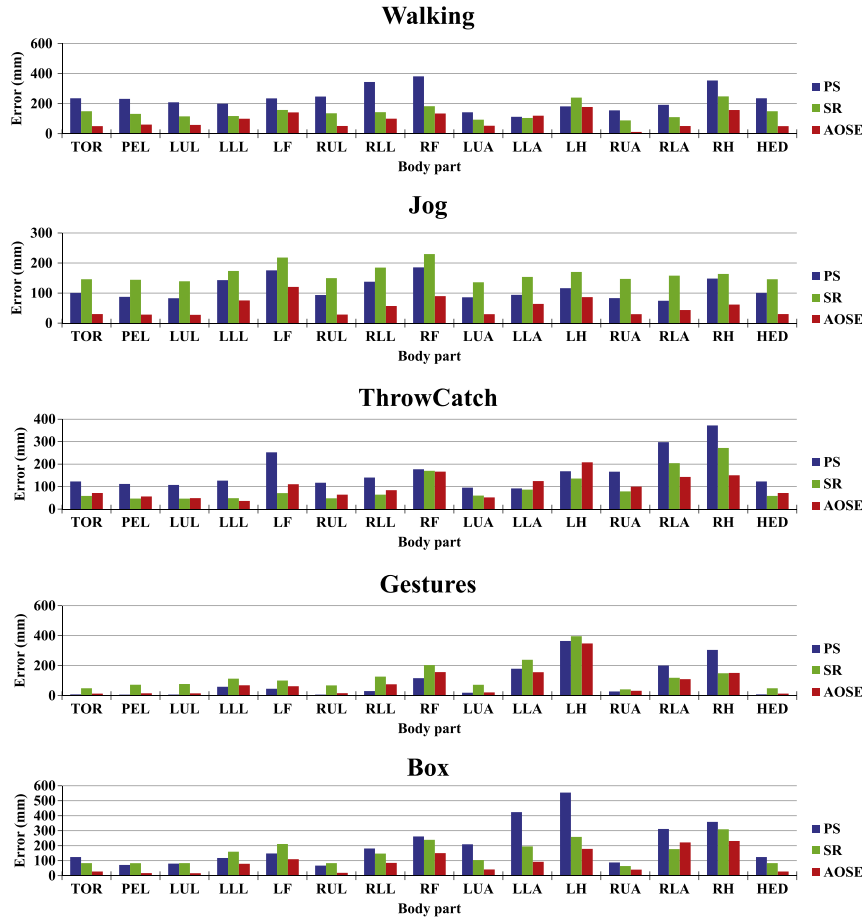 Walking
Error (mm)
600
400
200
0
TOR PEL LUL LLL LF RUL RLL RF LUA LLA LH RUA RLA RH HED
Body part
PS
SR
AOSE
Jog
Error (mm)
300
200
100
0
TOR PEL LUL LLL LF RUL RLL RF LUA LLA LH RUA RLA RH HED
Body part
PS
SR
AOSE
ThrowCatch
Error (mm)
400
300
200
100
0
TOR PEL LUL LLL LF RUL RLL RF LUA LLA LH RUA RLA RH HED
Body part
PS
SR
AOSE
Gestures
Error (mm)
600
400
200
0
TOR PEL LUL LLL LF RUL RLL RF LUA LLA LH RUA RLA RH HED
Body part
PS
SR
AOSE
Box
Error (mm)
600
500
400
300
200
100
0
TOR PEL LUL LLL LF RUL RLL RF LUA LLA LH RUA RLA RH HED
Body part
PS
SR
AOSE